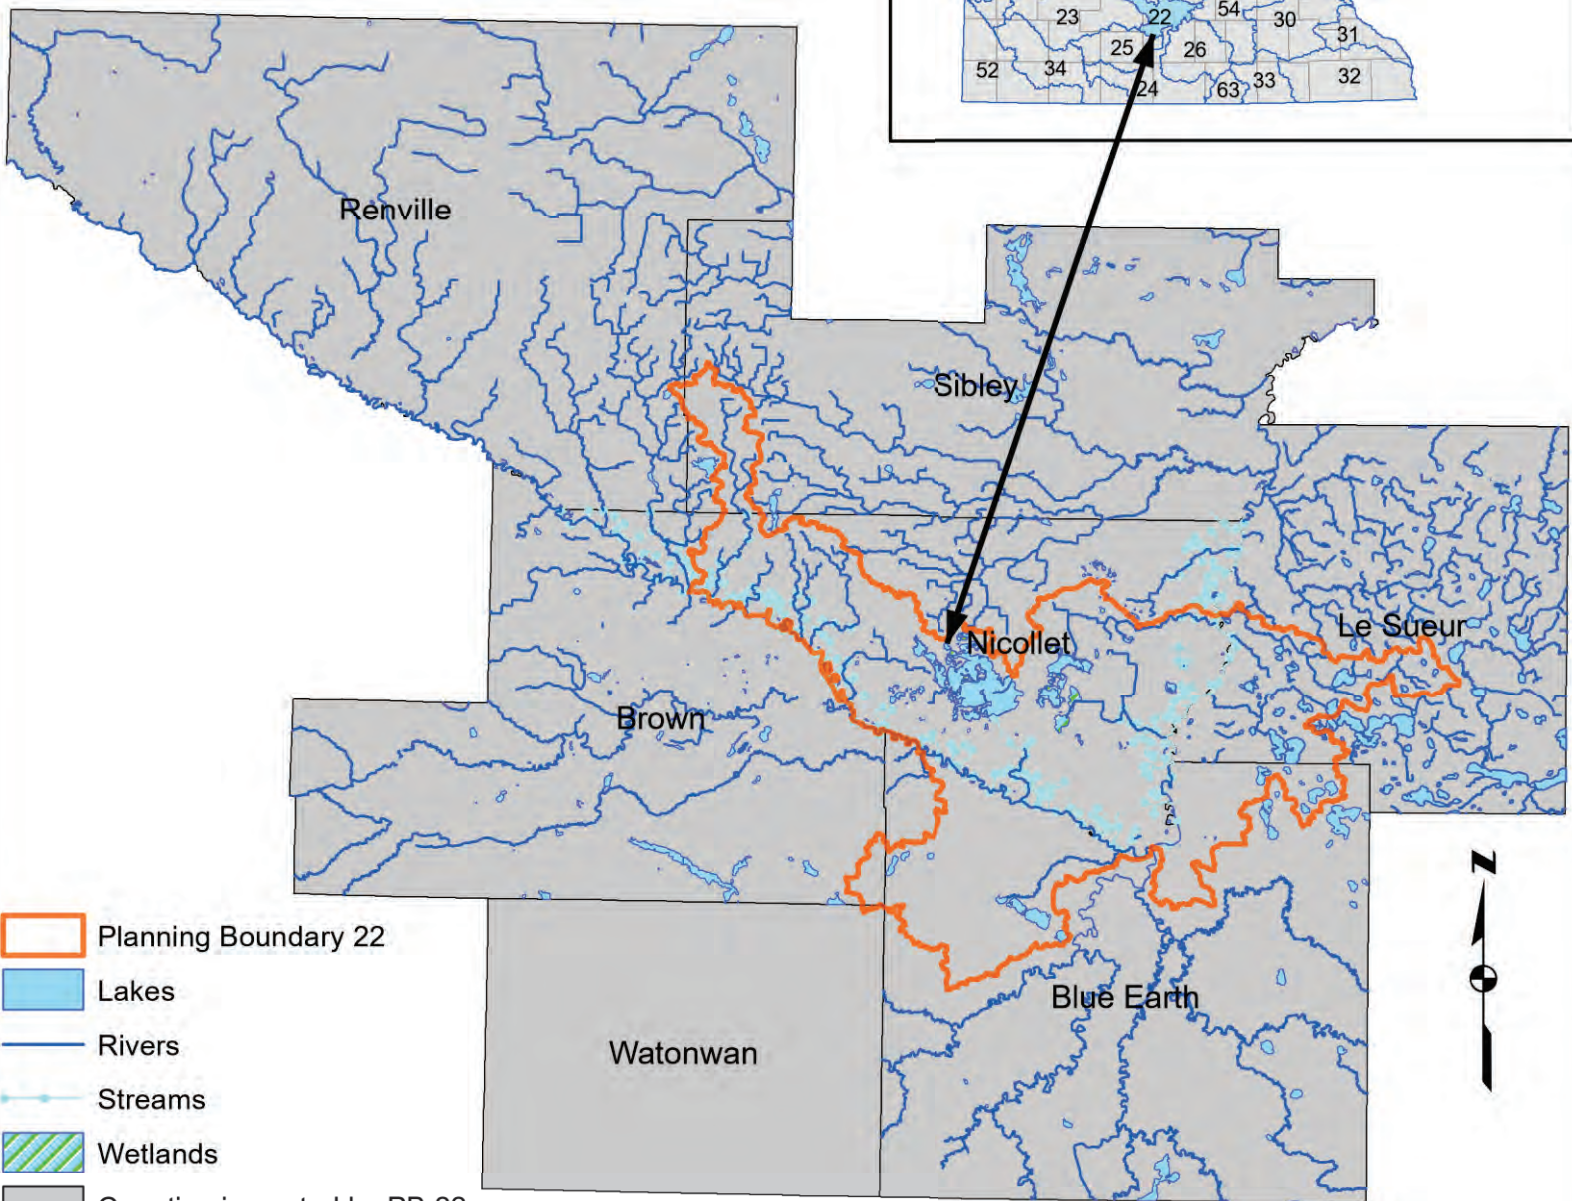 23
22
54
30
31
25
26
52
34
33
32
24
63
Renville
Sibley
Nicollet
Le Sueur
Brown
Blue Earth
Watonwan
N
Planning Boundary 22
Lakes
Rivers
Streams
Wetlands